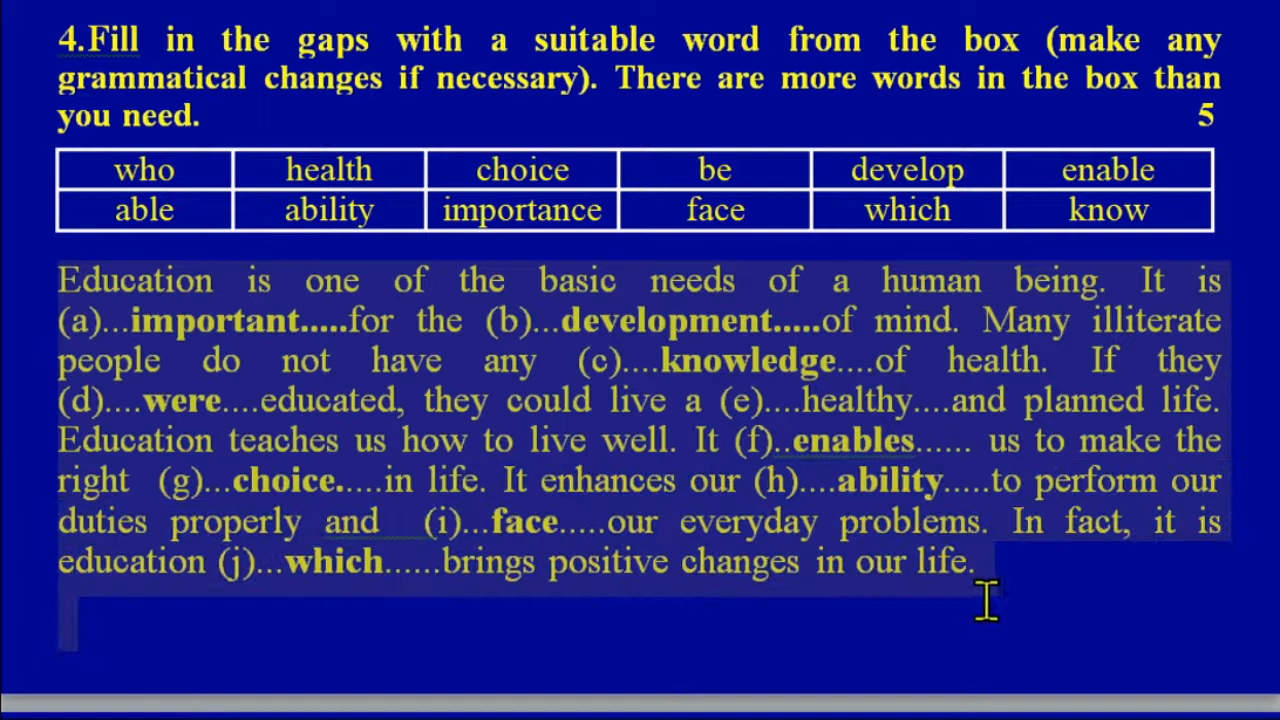 4.Fill in the gaps with a suitable word from the box (make any
grammatical changes if necessary). There are more words in the box than
you need. 5
who health choice be develop enable
able ability importance face which know
Education is one of the basic needs of a human being. It is
(a)...important.....for the (b)...development.....of mind. Many illiterate
people do not have any (c)....knowledge....of health. If they
(d)....were....educated, they could live a (e)....healthy....and planned life.
Education teaches us how to live well. It (f)..enables...... us to make the
right (g)...choice.....in life. It enhances our (h)....ability.....to perform our
duties properly and (i)...face.....our everyday problems. In fact, it is
education (j)...which......brings positive changes in our life.